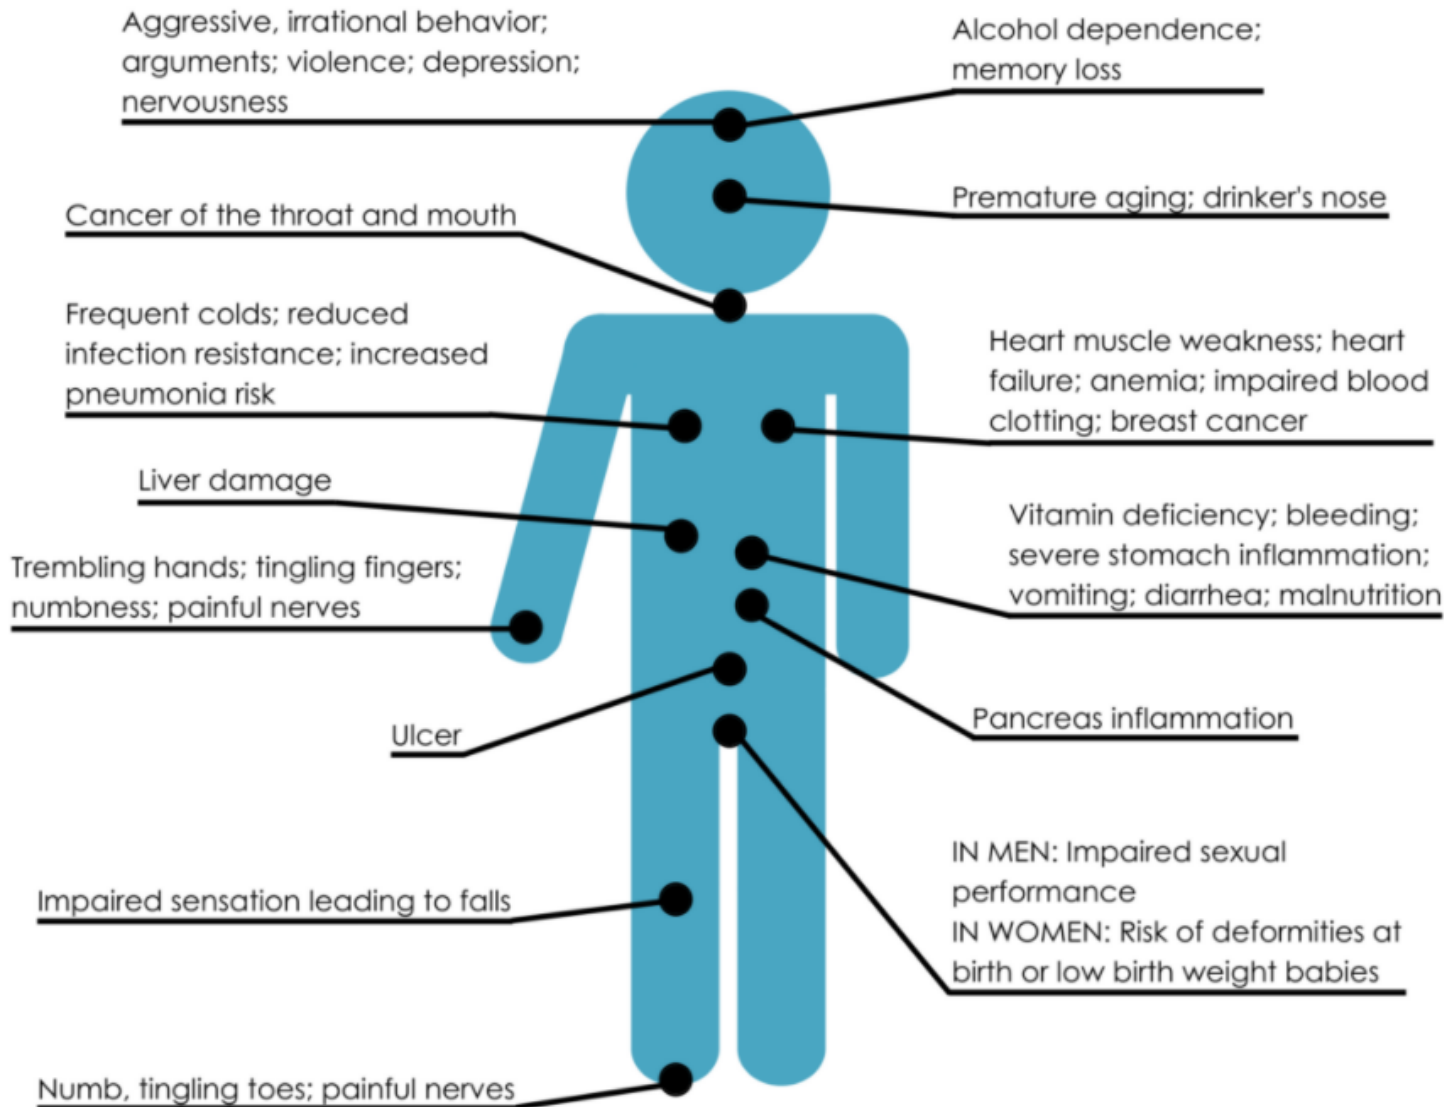 Aggressive, irrational behavior;
arguments; violence; depression;
nervousness
Alcohol dependence;
memory loss
Premature aging; drinker's nose
Cancer of the throat and mouth
Frequent colds; reduced
infection resistance; increased
pneumonia risk
Heart muscle weakness; heart
failure; anemia; impaired blood
clotting; breast cancer
Liver damage
Vitamin deficiency; bleeding;
severe stomach inflammation;
vomiting; diarrhea; malnutrition
Trembling hands; tingling fingers;
numbness; painful nerves
Pancreas inflammation
Ulcer
IN MEN: Impaired sexual
performance
IN WOMEN: Risk of deformities at
birth or low birth weight babies
Impaired sensation leading to falls
Numb, tingling toes; painful nerves